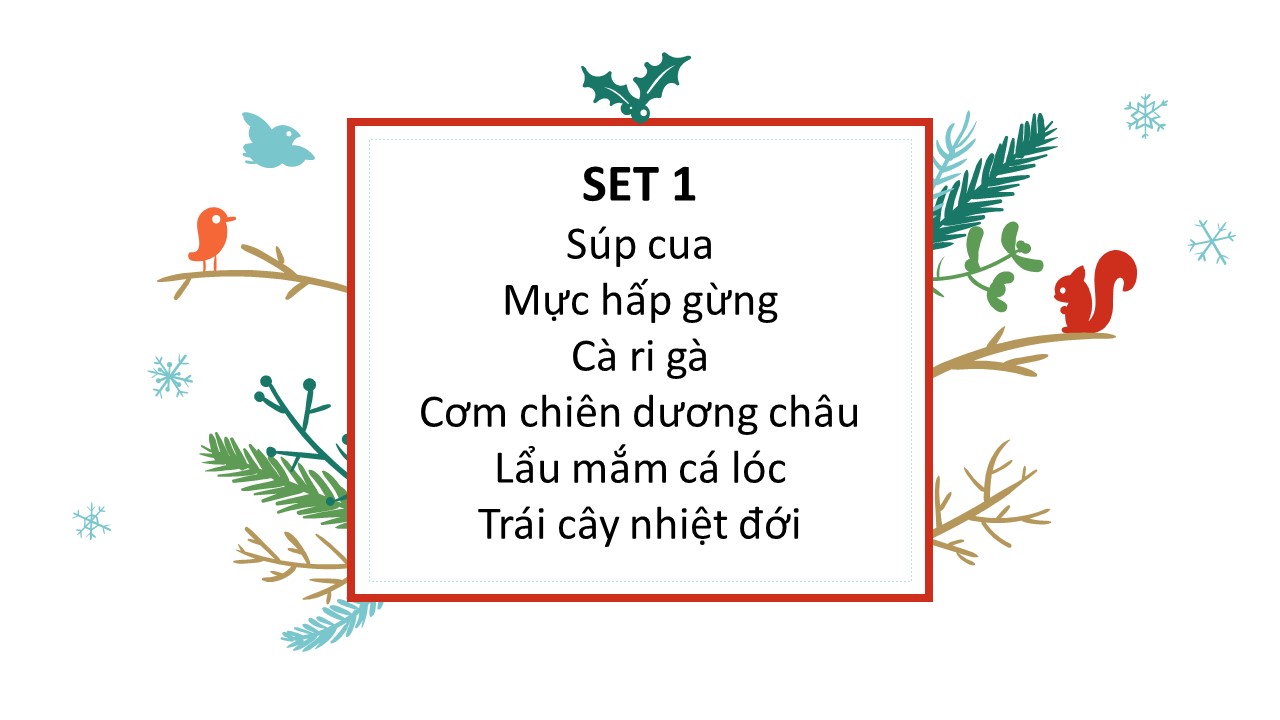 SET 1
Súp cua
Mực hấp gừng
Cà ri gà
Cơm chiên dương châu
Lẩu mắm cá lóc
Trái cây nhiệt đới